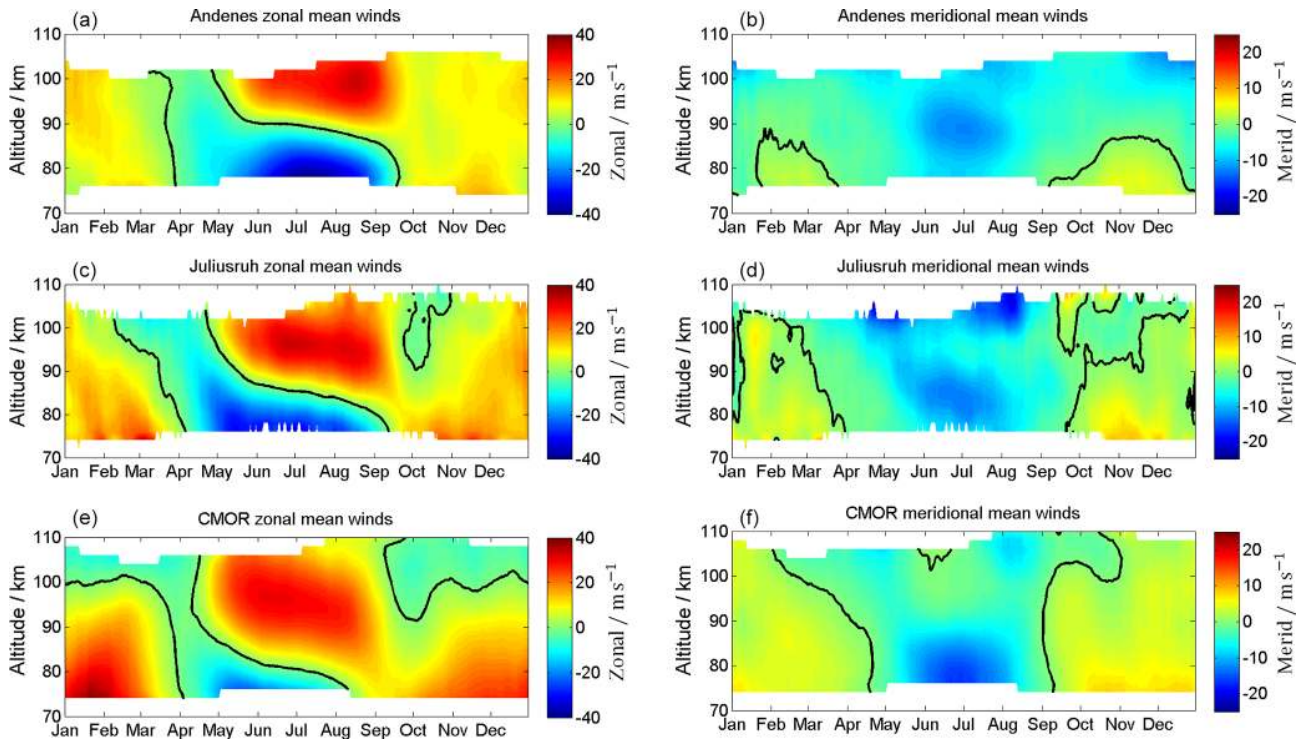 (a) Andenes zonal mean winds
110
100
90
80
70
Altitude / km
Jan Feb Mar Apr May Jun Jul Aug Sep Oct Nov Dec
40
20
0
-20
-40
Zonal / m s⁻¹
(b) Andenes meridional mean winds
110
100
90
80
70
Altitude / km
Jan Feb Mar Apr May Jun Jul Aug Sep Oct Nov Dec
20
10
0
-10
-20
Merid / m s⁻¹
(c) Juliusruh zonal mean winds
110
100
90
80
70
Altitude / km
Jan Feb Mar Apr May Jun Jul Aug Sep Oct Nov Dec
40
20
0
-20
-40
Zonal / m s⁻¹
(d) Juliusruh meridional mean winds
110
100
90
80
70
Altitude / km
Jan Feb Mar Apr May Jun Jul Aug Sep Oct Nov Dec
20
10
0
-10
-20
Merid / m s⁻¹
(e) CMOR zonal mean winds
110
100
90
80
70
Altitude / km
Jan Feb Mar Apr May Jun Jul Aug Sep Oct Nov Dec
40
20
0
-20
-40
Zonal / m s⁻¹
(f) CMOR meridional mean winds
110
100
90
80
70
Altitude / km
Jan Feb Mar Apr May Jun Jul Aug Sep Oct Nov Dec
20
10
0
-10
-20
Merid / m s⁻¹